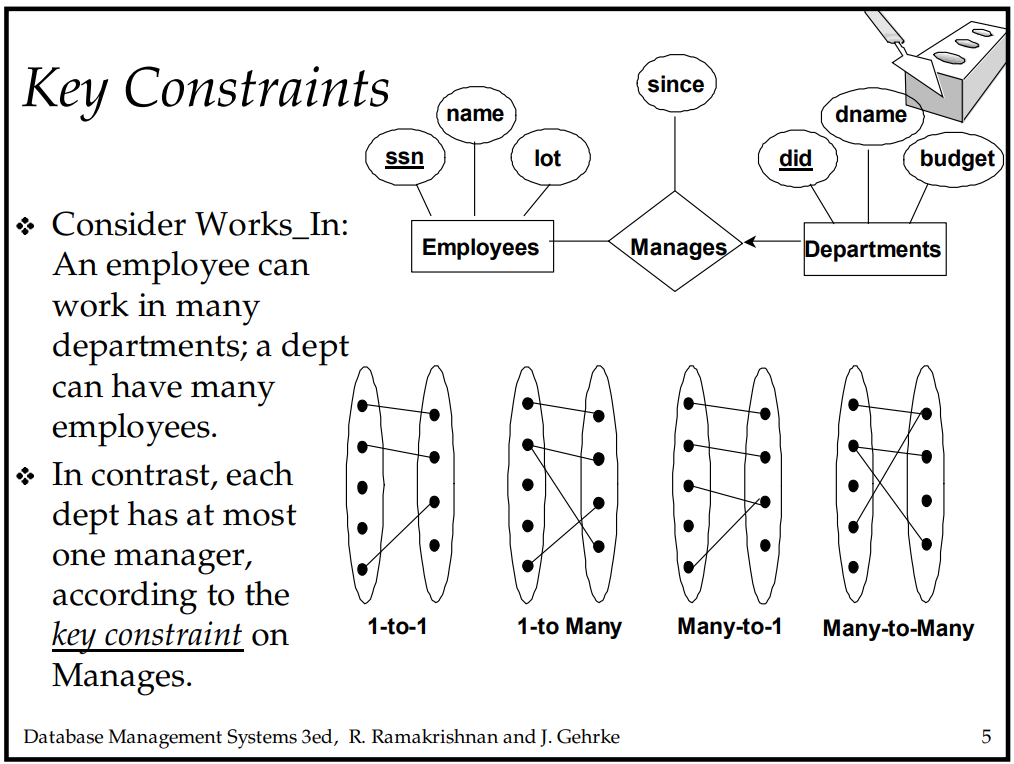 Key Constraints
since
name
dname
ssn
lot
did
budget
Employees
Manages
Departments
❖ Consider Works_In:
An employee can
work in many
departments; a dept
can have many
employees.
❖ In contrast, each
dept has at most
one manager,
according to the
key constraint on
Manages.
1-to-1
1-to Many
Many-to-1
Many-to-Many
Database Management Systems 3ed, R. Ramakrishnan and J. Gehrke
5